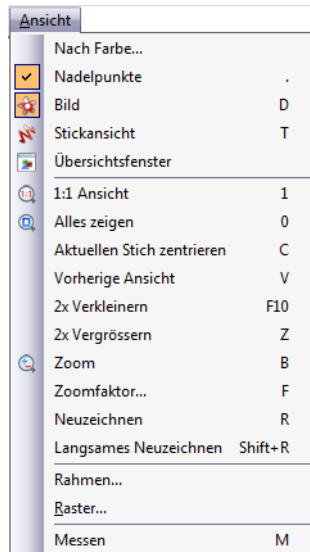 Ansicht
Nach Farbe...
Nadelpunkte .
Bild D
Stickansicht T
Übersichtsfenster
1:1 Ansicht 1
Alles zeigen 0
Aktuellen Stich zentrieren C
Vorherige Ansicht V
2x Verkleinern F10
2x Vergrössern Z
Zoom B
Zoomfaktor... F
Neuzeichnen R
Langsames Neuzeichnen Shift+R
Rahmen...
Raster...
Messen M